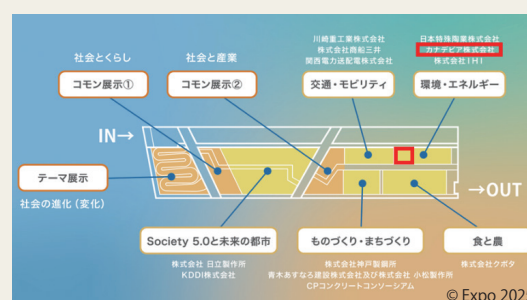 川崎重工業株式会社
株式会社商船三井
関西電力送配電株式会社
日本特殊陶業株式会社
カナデビア株式会社
株式会社IHI
社会とくらし
社会と産業
コモン展示①
コモン展示②
交通・モビリティ
環境・エネルギー
IN→
テーマ展示
社会の進化(変化)
→OUT
Society 5.0と未来の都市
ものづくり・まちづくり
食と農
株式会社 日立製作所
KDDI株式会社
株式会社神戸製鋼所
青木あすなろ建設株式会社及び株式会社 小松製作所
CPコンクリートコンソーシアム
株式会社クボタ
© Expo 202